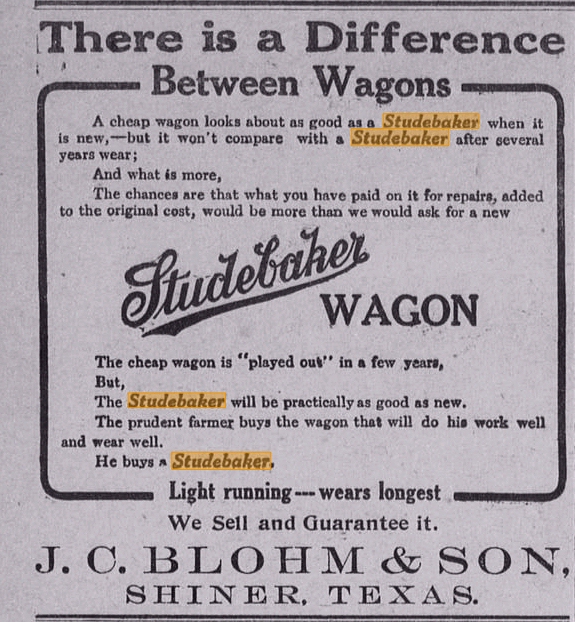 There is a Difference
Between Wagons
A cheap wagon looks about as good as a Studebaker when it
is new,—but it won't compare with a Studebaker after several
years wear;
And what is more,
The chances are that what you have paid on it for repairs, added
to the original cost, would be more than we would ask for a new
Studebaker
WAGON
The cheap wagon is "played out" in a few years,
But,
The Studebaker will be practically as good as new.
The prudent farmer buys the wagon that will do his work well
and wear well.
He buys a Studebaker.
Light running---wears longest
We Sell and Guarantee it.
J. C. BLOHM & SON,
SHINER, TEXAS.